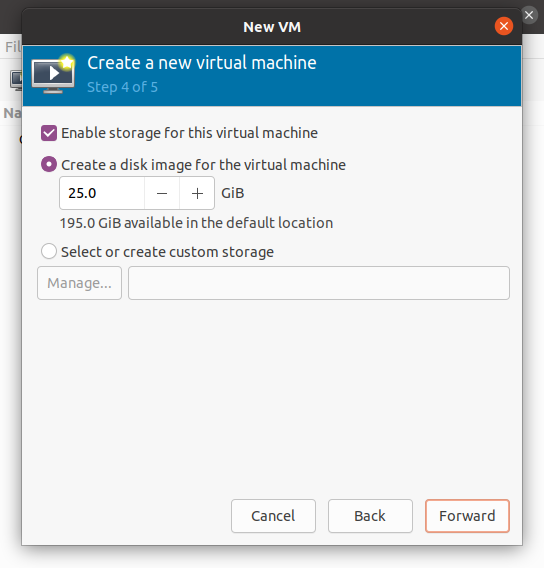 New VM
Fil
Create a new virtual machine
Step 4 of 5
Na
Enable storage for this virtual machine
Create a disk image for the virtual machine
25.0 − + GiB
195.0 GiB available in the default location
Select or create custom storage
Manage...
Cancel Back Forward